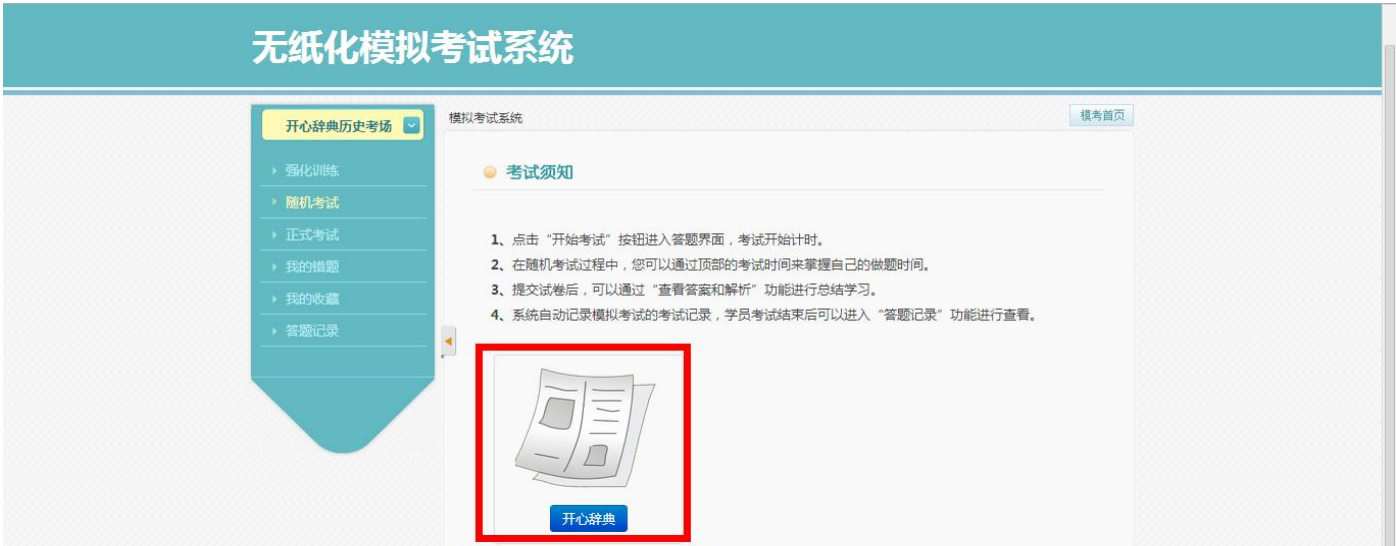 无纸化模拟考试系统
开心辞典历史考场
强化训练
随机考试
正式考试
我的错题
我的收藏
答题记录
模拟考试系统
模考首页
考试须知
1、点击“开始考试”按钮进入答题界面，考试开始计时。
2、在随机考试过程中，您可以通过顶部的考试时间来掌握自己的做题时间。
3、提交试卷后，可以通过“查看答案和解析”功能进行总结学习。
4、系统自动记录模拟考试的考试记录，学员考试结束后可以进入“答题记录”功能进行查看。
开心辞典